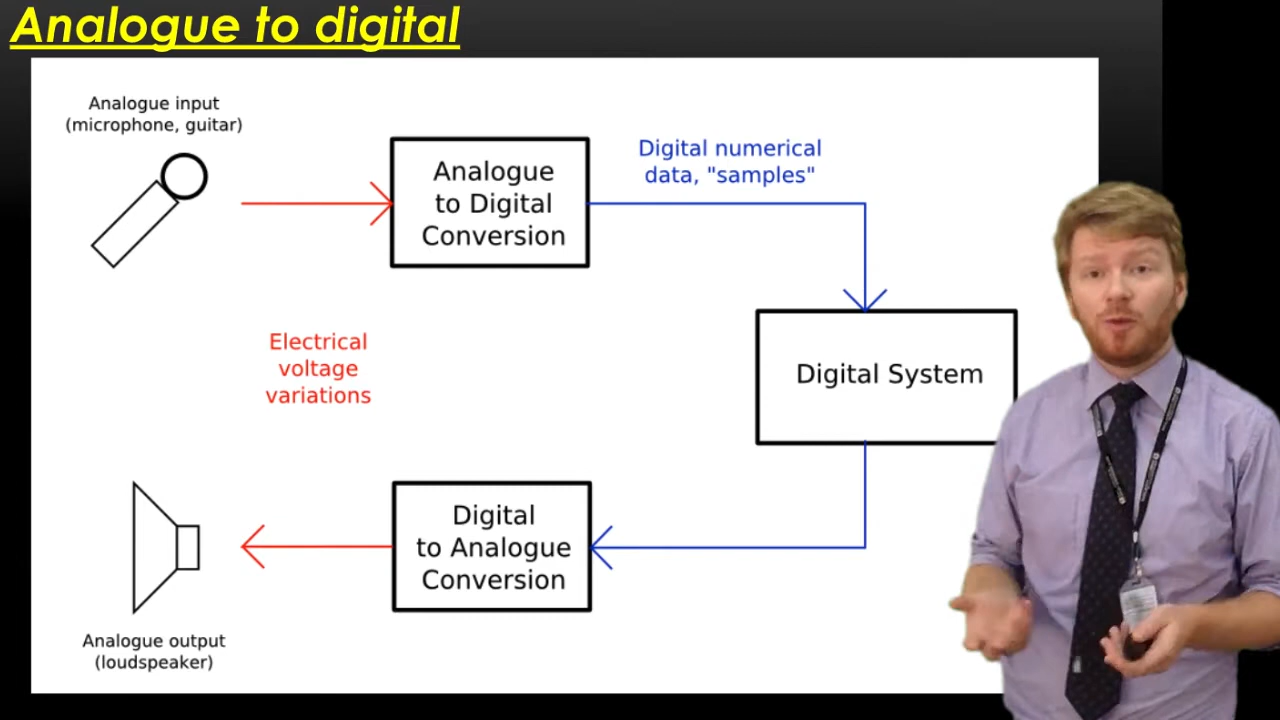 Analogue to digital
Analogue input
(microphone, guitar)
Analogue
to Digital
Conversion
Digital numerical
data, "samples"
Electrical
voltage
variations
Digital System
Digital
to Analogue
Conversion
Analogue output
(loudspeaker)